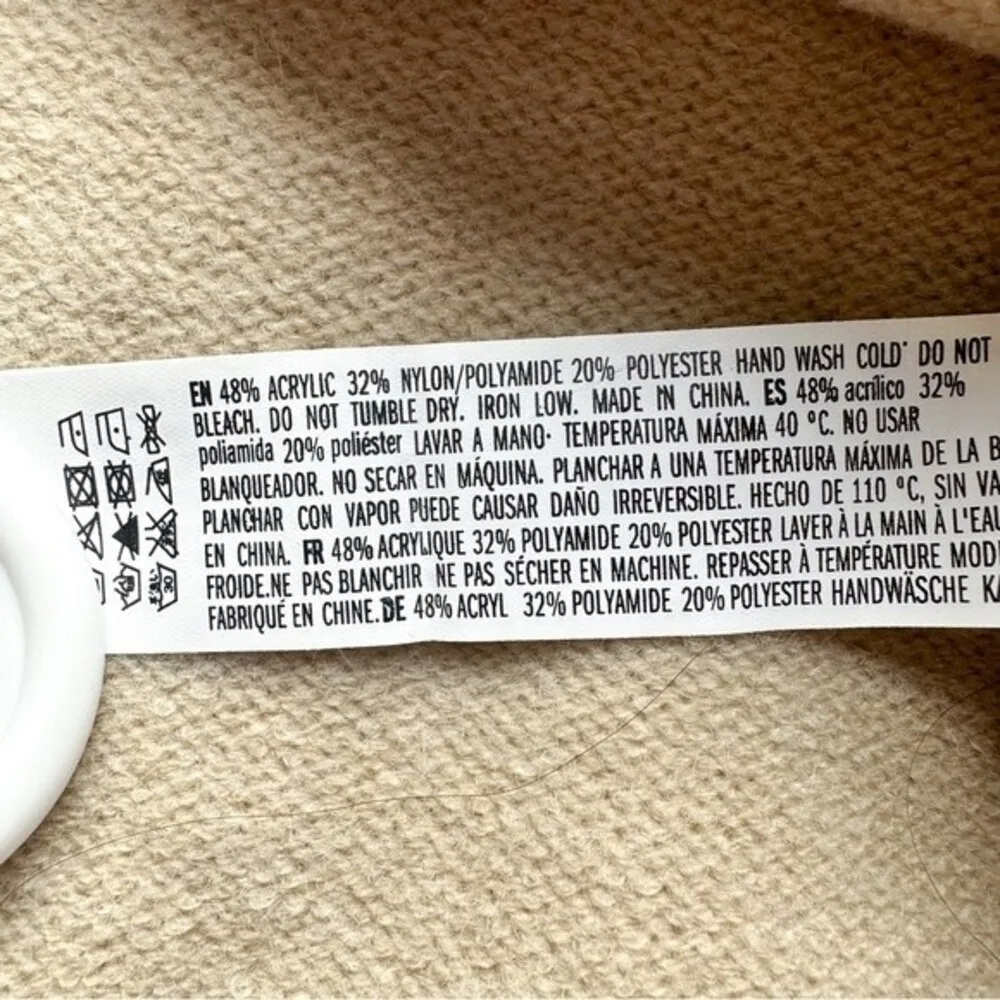 EN 48% ACRYLIC 32% NYLON/POLYAMIDE 20% POLYESTER HAND WASH COLD· DO NOT
BLEACH. DO NOT TUMBLE DRY. IRON LOW. MADE IN CHINA. ES 48% acrílico 32%
poliamida 20% poliéster LAVAR A MANO· TEMPERATURA MÁXIMA 40 °C. NO USAR
BLANQUEADOR. NO SECAR EN MÁQUINA. PLANCHAR A UNA TEMPERATURA MÁXIMA DE LA B
PLANCHAR CON VAPOR PUEDE CAUSAR DAÑO IRREVERSIBLE. HECHO DE 110 °C, SIN VA
EN CHINA. FR 48% ACRYLIQUE 32% POLYAMIDE 20% POLYESTER LAVER À LA MAIN À L'EAU
FROIDE.NE PAS BLANCHIR NE PAS SÉCHER EN MACHINE. REPASSER À TEMPÉRATURE MOD
FABRIQUÉ EN CHINE.DE 48% ACRYL 32% POLYAMIDE 20% POLYESTER HANDWÄSCHE KA